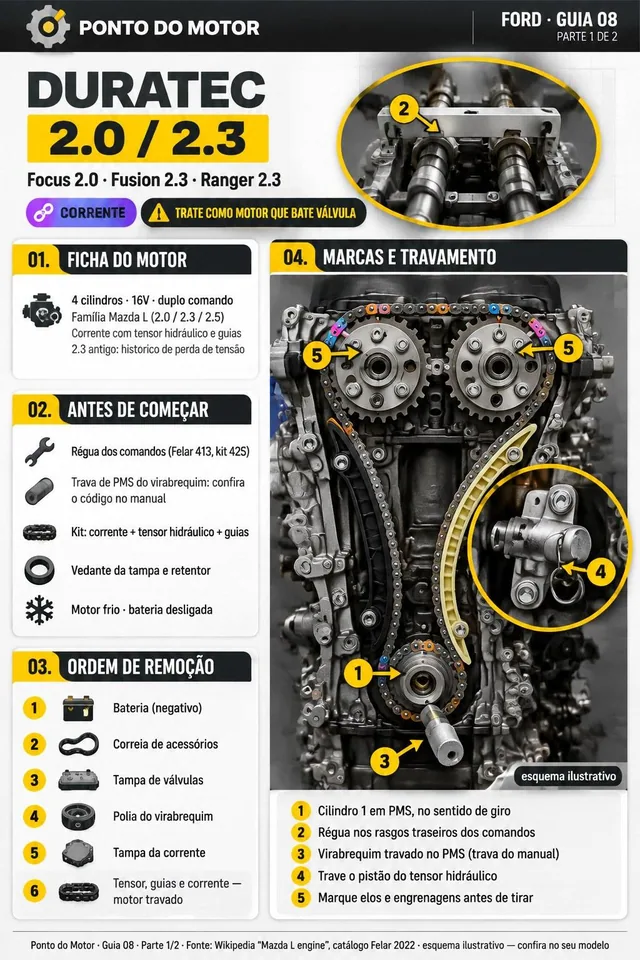 PONTO DO MOTOR
FORD · GUIA 08
PARTE 1 DE 2
DURATEC
2.0 / 2.3
Focus 2.0 · Fusion 2.3 · Ranger 2.3
CORRENTE
TRATE COMO MOTOR QUE BATE VÁLVULA
2
01. FICHA DO MOTOR
4 cilindros · 16V · duplo comando
Família Mazda L (2.0 / 2.3 / 2.5)
Corrente com tensor hidráulico e guias
2.3 antigo: historico de perda de tensão
02. ANTES DE COMEÇAR
Régua dos comandos (Felar 413, kit 42S)
Trava de PMS do virabrequim: confira
o código no manual
Kit: corrente + tensor hidráulico + guias
Vedante da tampa e retentor
Motor frio · bateria desligada
03. ORDEM DE REMOÇÃO
1 Bateria (negativo)
2 Correia de acessórios
3 Tampa de válvulas
4 Polia do virabrequim
5 Tampa da corrente
6 Tensor, guias e corrente —
motor travado
04. MARCAS E TRAVAMENTO
5
5
4
1
3
esquema ilustrativo
1 Cilindro 1 em PMS, no sentido de giro
2 Régua nos rasgos traseiros dos comandos
3 Virabrequim travado no PMS (trava do manual)
4 Trave o pistão do tensor hidráulico
5 Marque elos e engrenagens antes de tirar
Ponto do Motor · Guia 08 · Parte 1/2 · Fonte: Wikipedia "Mazda L engine", catálogo Felar 2022 · esquema ilustrativo — confira no seu modelo